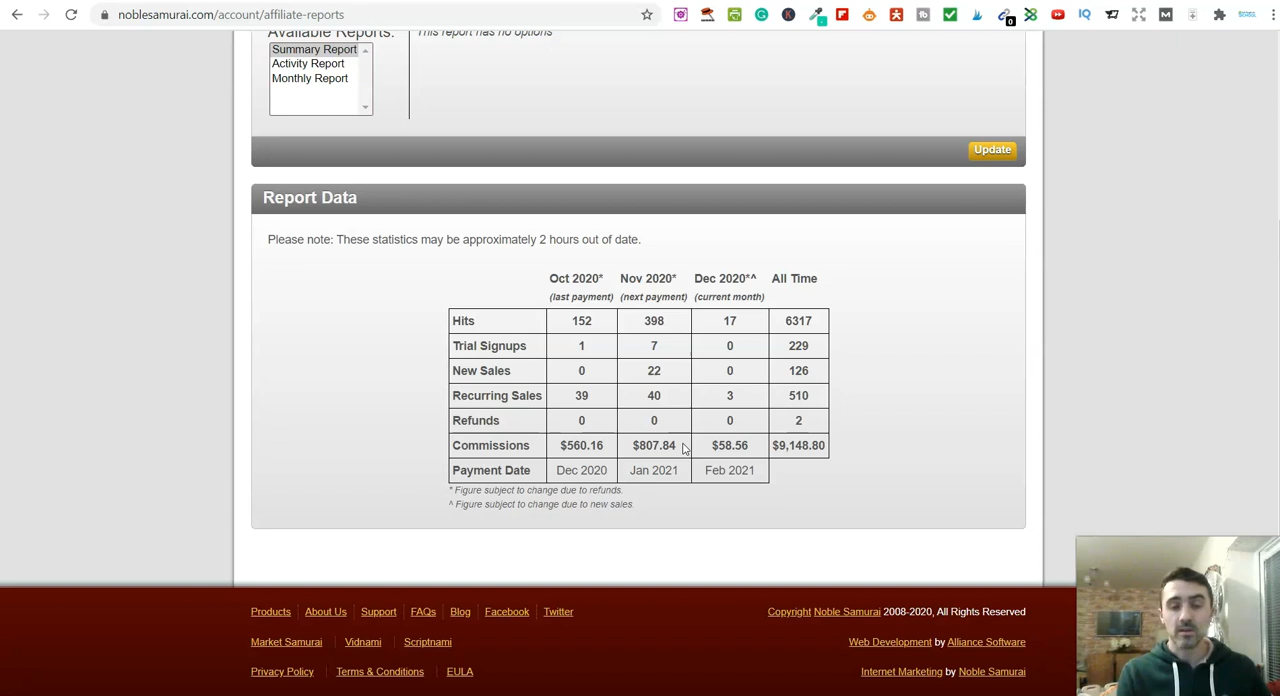 noblesamurai.com/account/affiliate-reports
Available Reports:
This report has no options
Summary Report
Activity Report
Monthly Report
Update
Report Data
Please note: These statistics may be approximately 2 hours out of date.
Oct 2020* Nov 2020* Dec 2020*^ All Time
(last payment) (next payment) (current month)
Hits 152 398 17 6317
Trial Signups 1 7 0 229
New Sales 0 22 0 126
Recurring Sales 39 40 3 510
Refunds 0 0 0 2
Commissions $560.16 $807.84 $58.56 $9,148.80
Payment Date Dec 2020 Jan 2021 Feb 2021
* Figure subject to change due to refunds.
^ Figure subject to change due to new sales.
Products About Us Support FAQs Blog Facebook Twitter
Copyright Noble Samurai 2008-2020, All Rights Reserved
Market Samurai Vidnami Scriptnami
Web Development by Alliance Software
Privacy Policy Terms & Conditions EULA
Internet Marketing by Noble Samurai